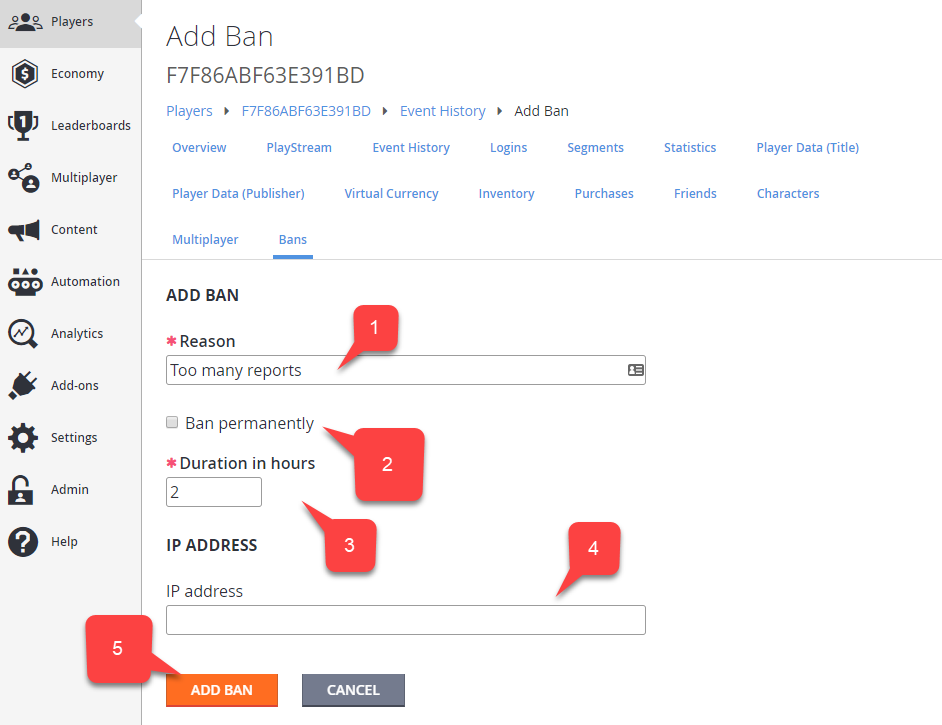 Players
Economy
Leaderboards
Multiplayer
Content
Automation
Analytics
Add-ons
Settings
Admin
Help
Add Ban
F7F86ABF63E391BD
Players F7F86ABF63E391BD Event History Add Ban
Overview PlayStream Event History Logins Segments Statistics Player Data (Title)
Player Data (Publisher) Virtual Currency Inventory Purchases Friends Characters
Multiplayer Bans
ADD BAN
1
* Reason
Too many reports
Ban permanently
2
* Duration in hours
2
3
IP ADDRESS
4
IP address
5
ADD BAN CANCEL